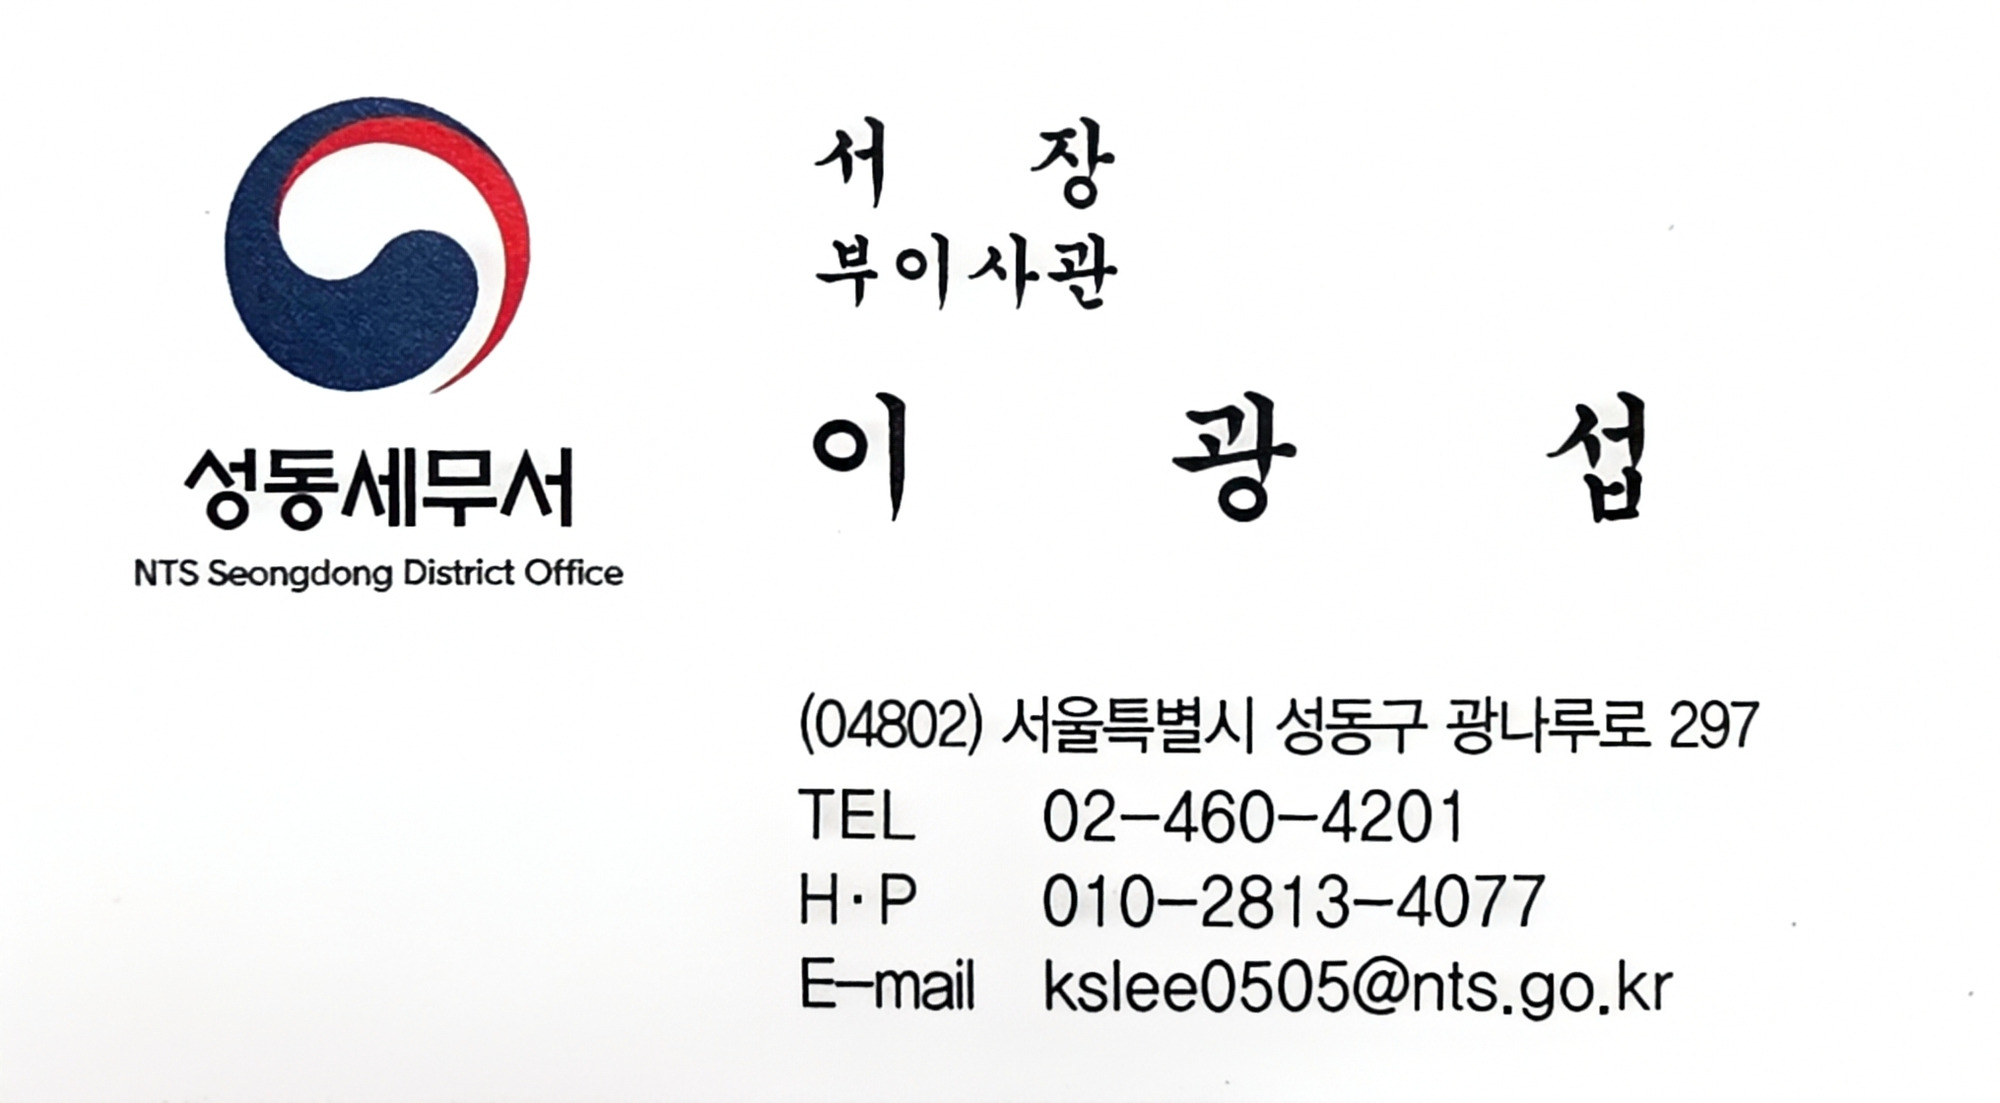 성동세무서
NTS Seongdong District Office
서 장
부이사관
이 광 섭
(04802) 서울특별시 성동구 광나루로 297
TEL 02-460-4201
H·P 010-2813-4077
E-mail kslee0505@nts.go.kr